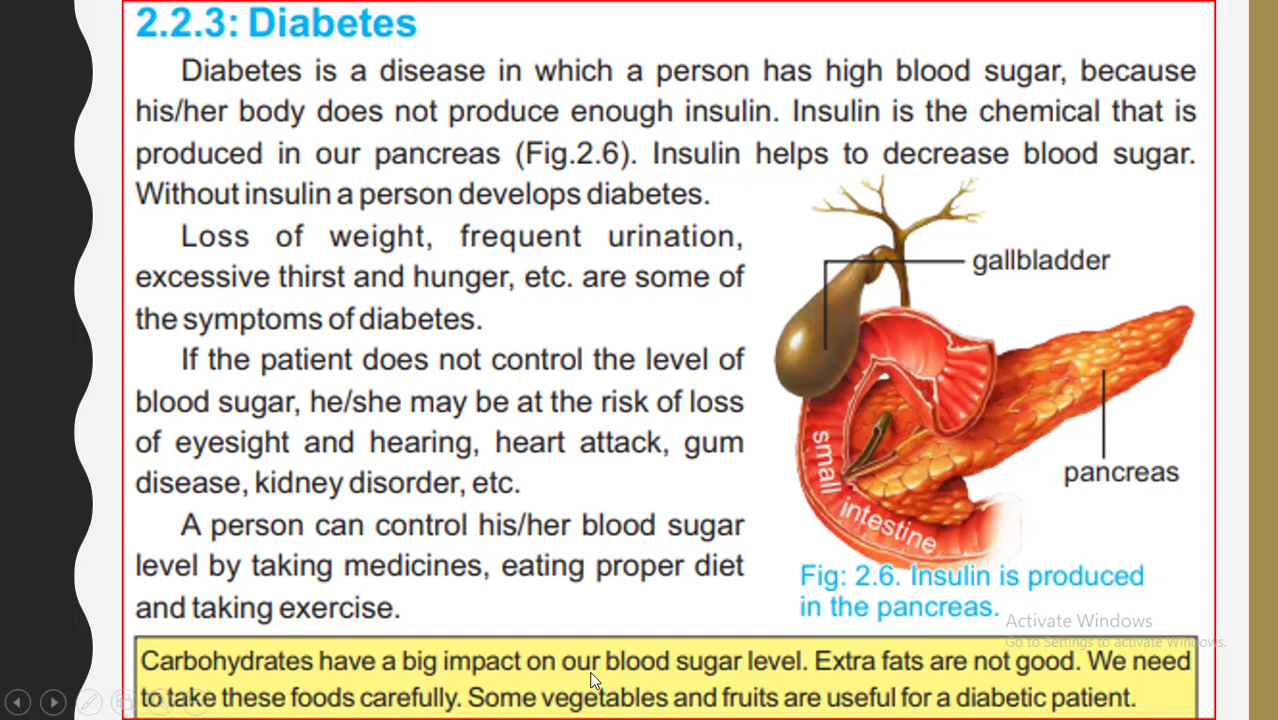 2.2.3: Diabetes
Diabetes is a disease in which a person has high blood sugar, because
his/her body does not produce enough insulin. Insulin is the chemical that is
produced in our pancreas (Fig.2.6). Insulin helps to decrease blood sugar.
Without insulin a person develops diabetes.
Loss of weight, frequent urination,
excessive thirst and hunger, etc. are some of
the symptoms of diabetes.
If the patient does not control the level of
blood sugar, he/she may be at the risk of loss
of eyesight and hearing, heart attack, gum
disease, kidney disorder, etc.
A person can control his/her blood sugar
level by taking medicines, eating proper diet
and taking exercise.
gallbladder
pancreas
small intestine
Fig: 2.6. Insulin is produced
in the pancreas.
Activate Windows
Go to Settings to activate Windows.
Carbohydrates have a big impact on our blood sugar level. Extra fats are not good. We need
to take these foods carefully. Some vegetables and fruits are useful for a diabetic patient.